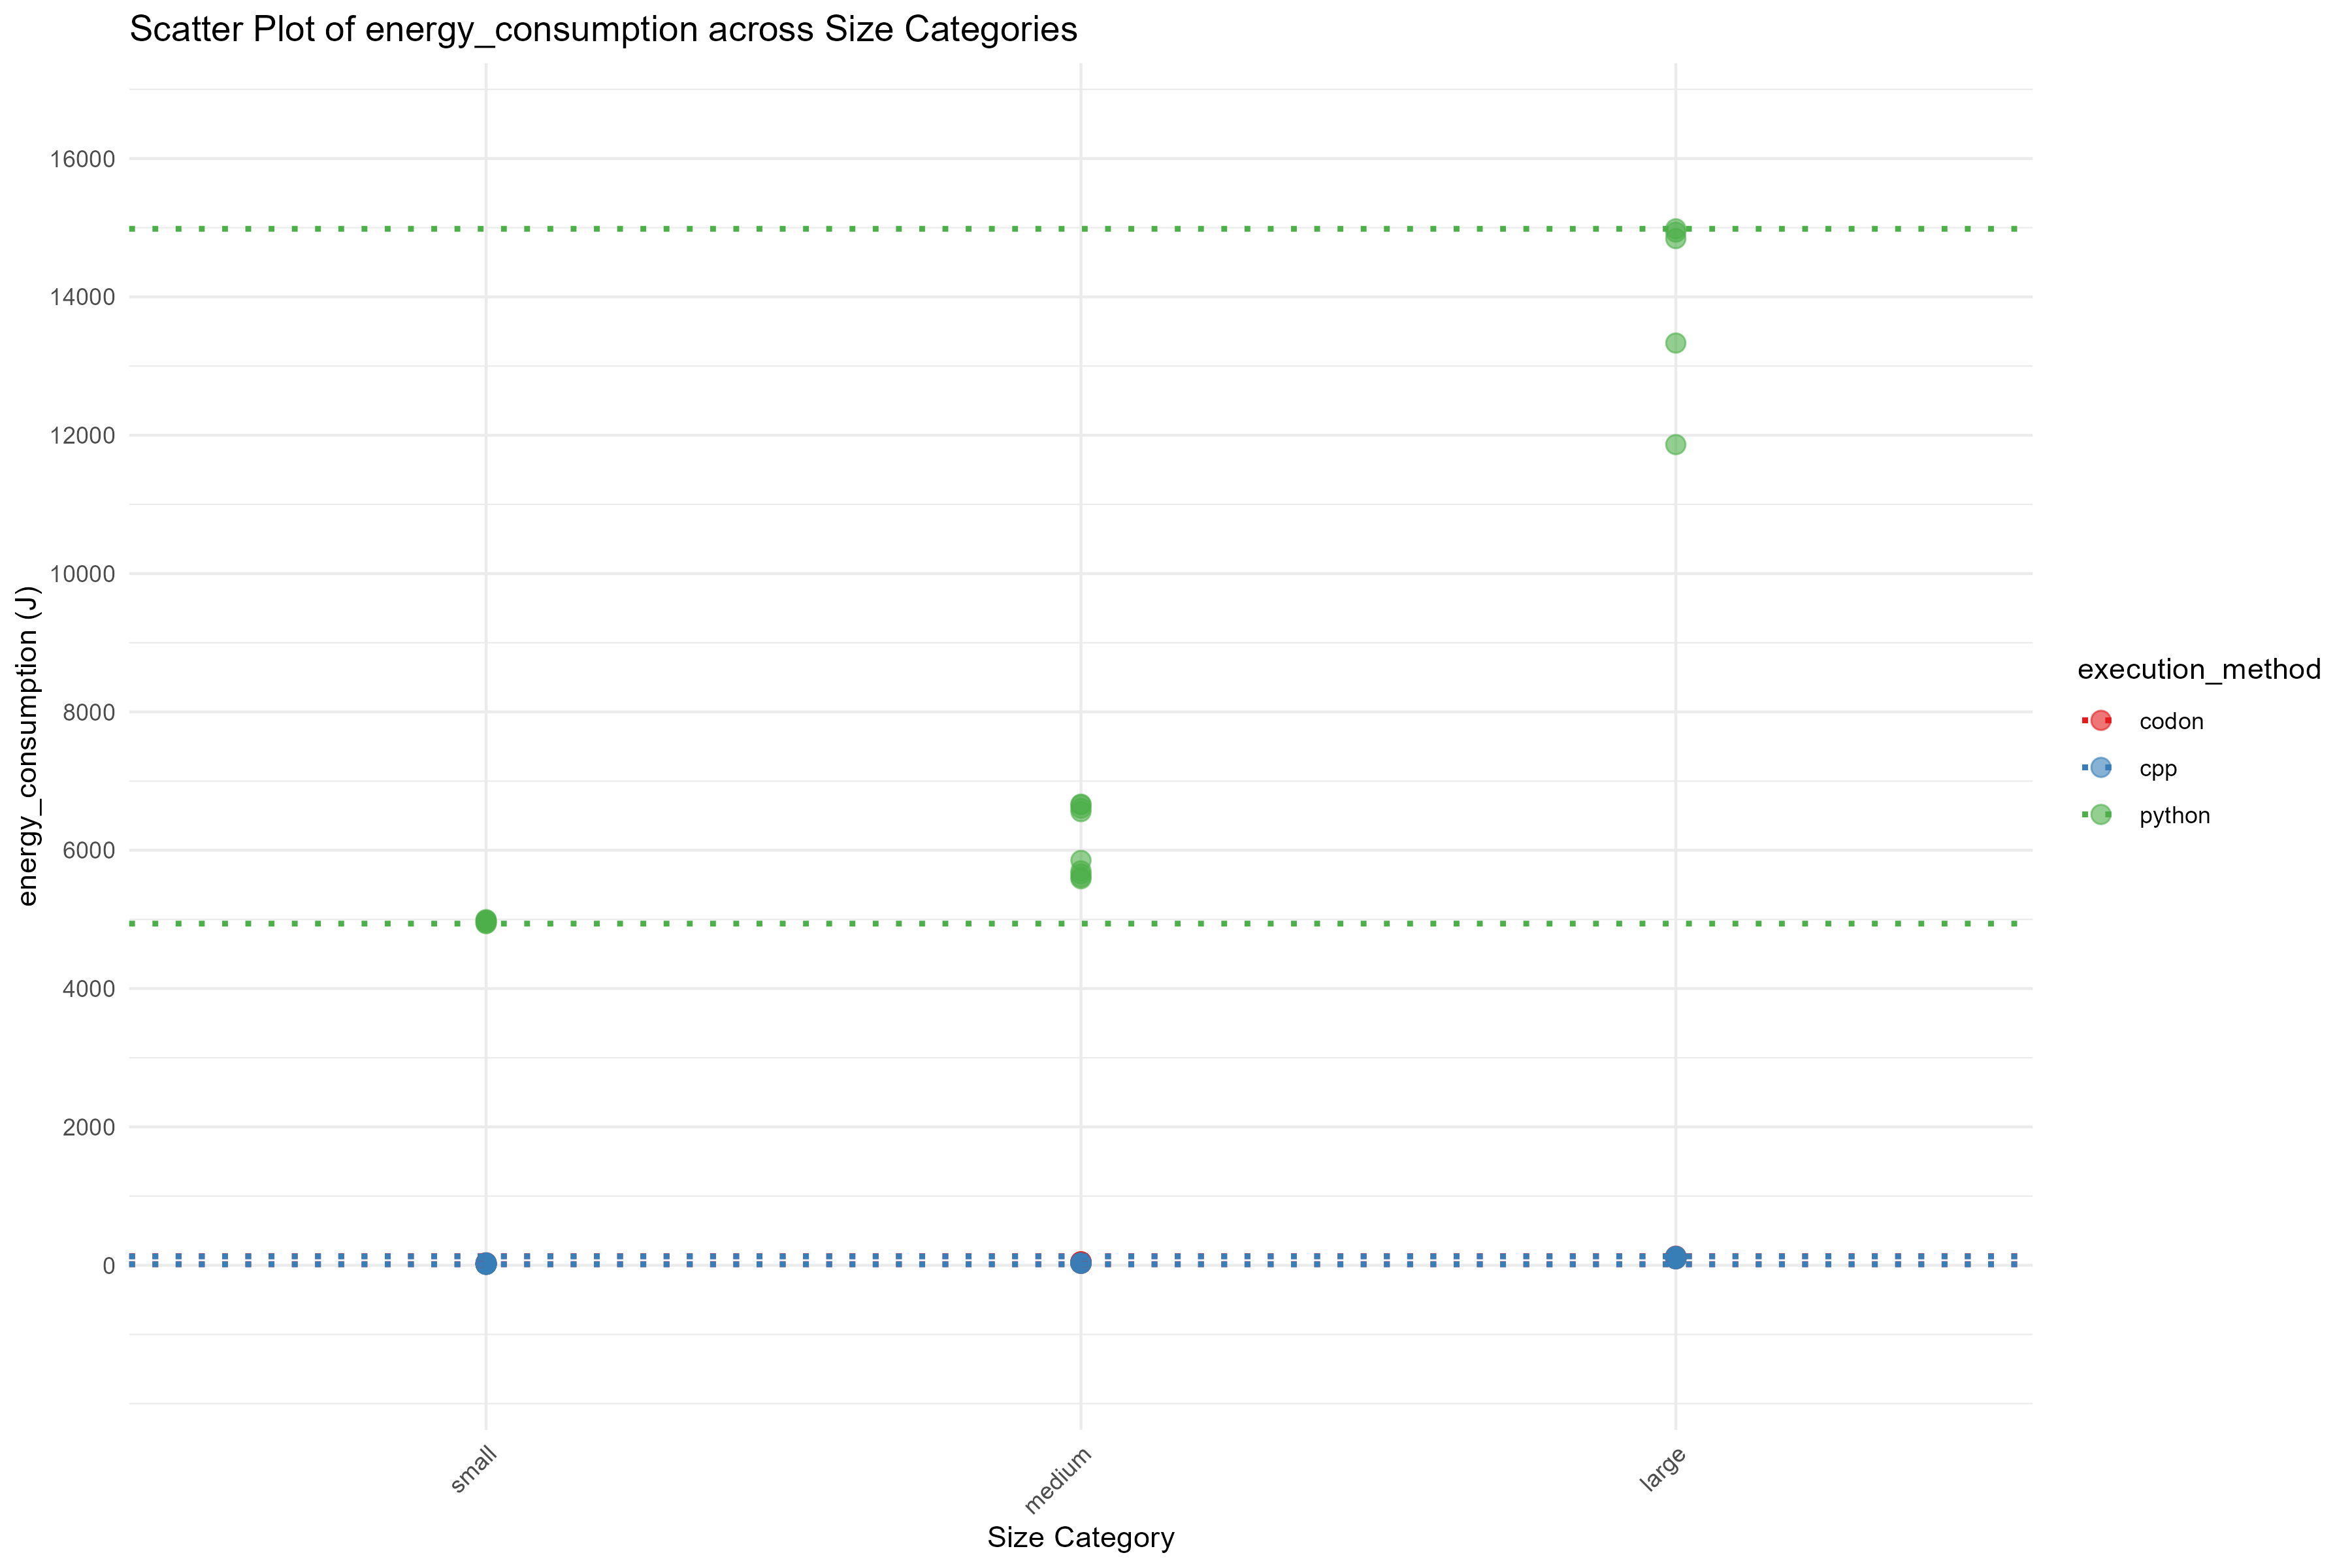 Scatter Plot of energy_consumption across Size Categories
16000
14000
12000
10000
8000
6000
4000
2000
0
energy_consumption (J)
small
medium
large
Size Category
execution_method
codon
cpp
python